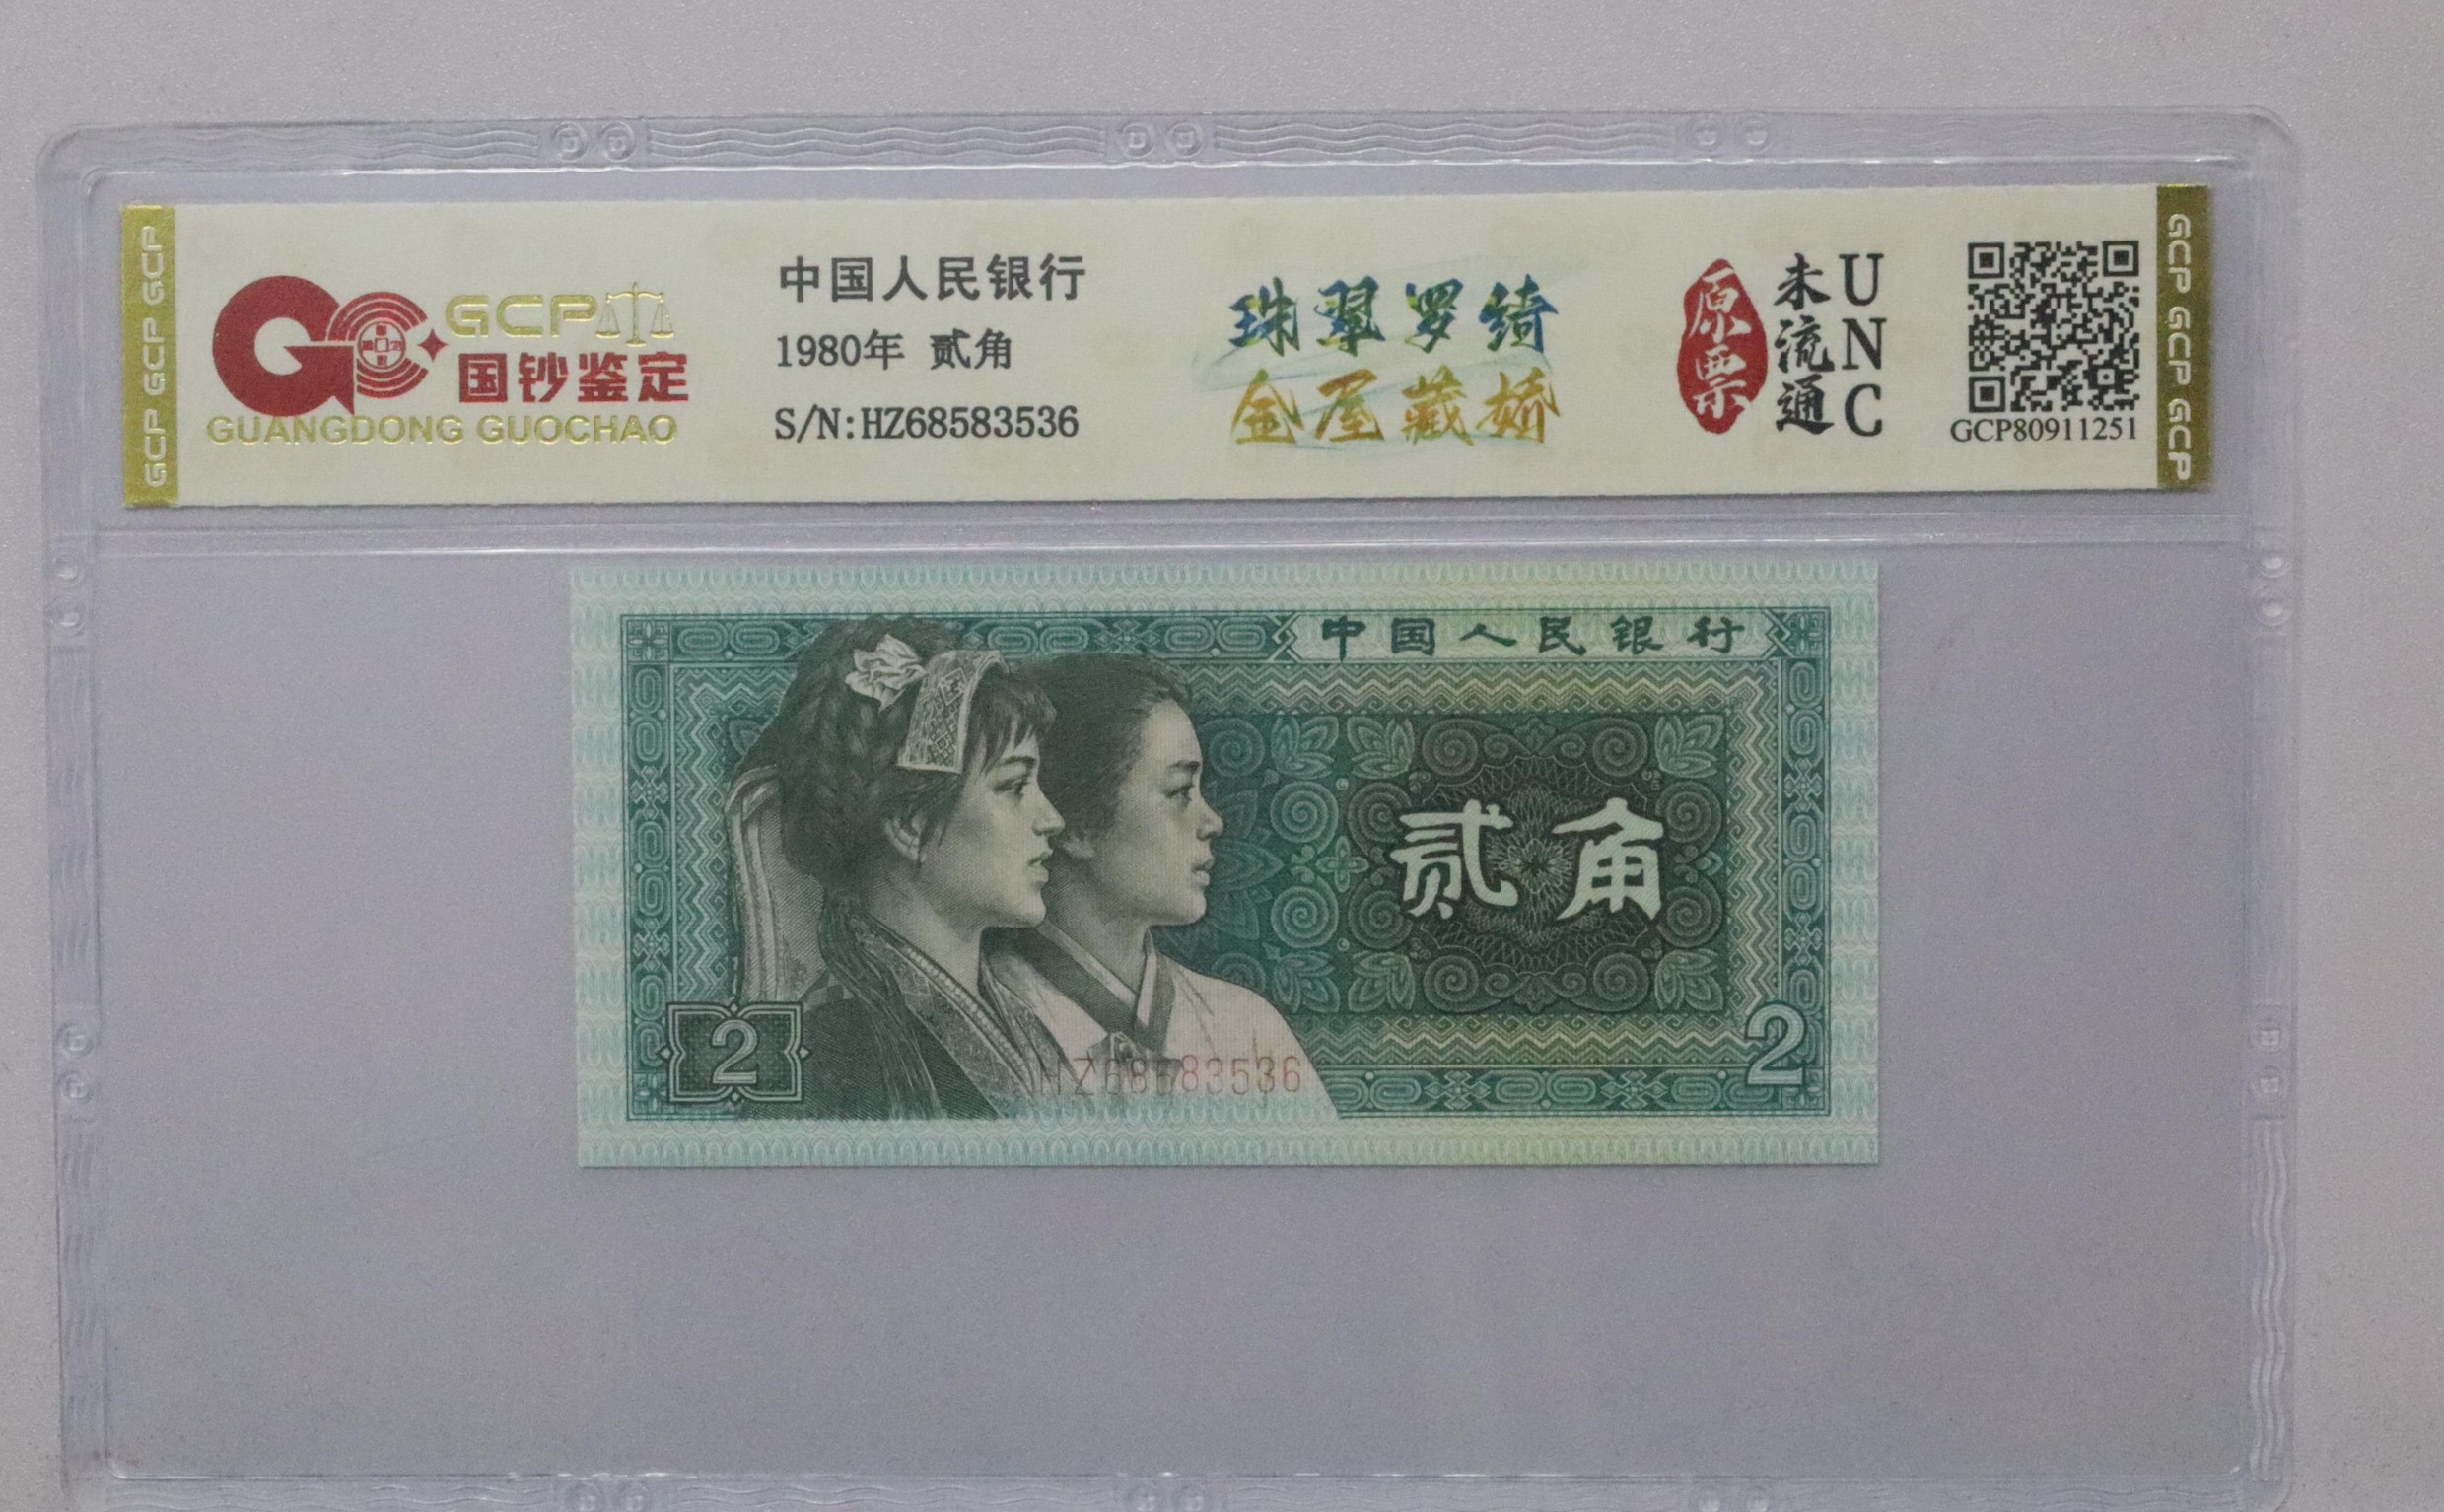 GCP GCP GCP
GCP
国钞鉴定
GUANGDONG GUOCHAO
中国人民银行
1980年 贰角
S/N:HZ68583536
珠翠罗绮
金屋藏娇
原票
未流通
UNC
GCP80911251
GCP GCP GCP
中国人民银行
贰角
2
2
HZ68583536